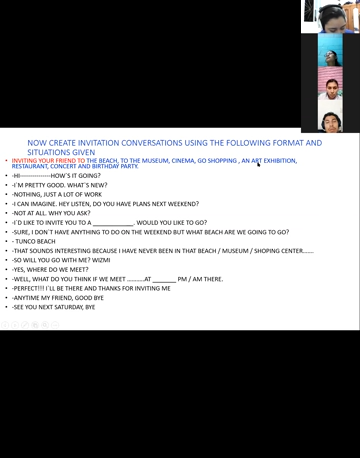 NOW CREATE INVITATION CONVERSATIONS USING THE FOLLOWING FORMAT AND
SITUATIONS GIVEN
INVITING YOUR FRIEND TO THE BEACH, TO THE MUSEUM, CINEMA, GO SHOPPING , AN ART EXHIBITION,
RESTAURANT, CONCERT AND BIRTHDAY PARTY.
-HI---------------HOW´S IT GOING?
-I´M PRETTY GOOD. WHAT´S NEW?
-NOTHING, JUST A LOT OF WORK
-I CAN IMAGINE. HEY LISTEN, DO YOU HAVE PLANS NEXT WEEKEND?
-NOT AT ALL. WHY YOU ASK?
-I´D LIKE TO INVITE YOU TO A ____________. WOULD YOU LIKE TO GO?
-SURE, I DON´T HAVE ANYTHING TO DO ON THE WEEKEND BUT WHAT BEACH ARE WE GOING TO GO?
- TUNCO BEACH
-THAT SOUNDS INTERESTING BECAUSE I HAVE NEVER BEEN IN THAT BEACH / MUSEUM / SHOPING CENTER.......
-SO WILL YOU GO WITH ME? WIZMI
-YES, WHERE DO WE MEET?
-WELL, WHAT DO YOU THINK IF WE MEET ..........AT _______ PM / AM THERE.
-PERFECT!!!! I´LL BE THERE AND THANKS FOR INVITING ME
-ANYTIME MY FRIEND, GOOD BYE
-SEE YOU NEXT SATURDAY, BYE